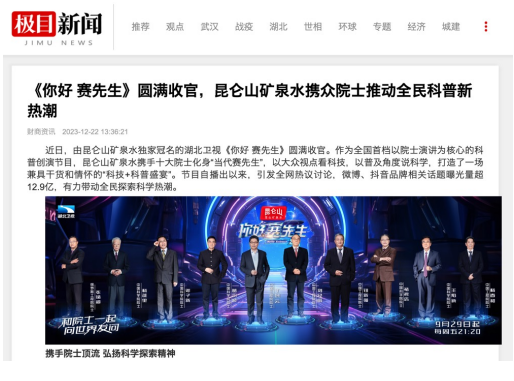 极目新闻
JIMU NEWS
推荐 观点 武汉 战疫 湖北 世相 环球 专题 经济 城建
《你好 赛先生》圆满收官，昆仑山矿泉水携众院士推动全民科普新
热潮
财商资讯 2023-12-22 13:36:21
近日，由昆仑山矿泉水独家冠名的湖北卫视《你好 赛先生》圆满收官。作为全国首档以院士演讲为核心的科
普创演节目，昆仑山矿泉水携手十大院士化身“当代赛先生”，以大众视点看科技，以普及角度说科学，打造了一场
兼具干货和情怀的“科技+科普盛宴”。节目自播出以来，引发全网热议讨论，微博、抖音品牌相关话题曝光量超
12.9亿，有力带动全民探索科学热潮。
湖北卫视
昆仑山
你好赛先生
和院士一起
向世界发问
9月29日起
每周五21:20
携手院士顶流 弘扬科学探索精神